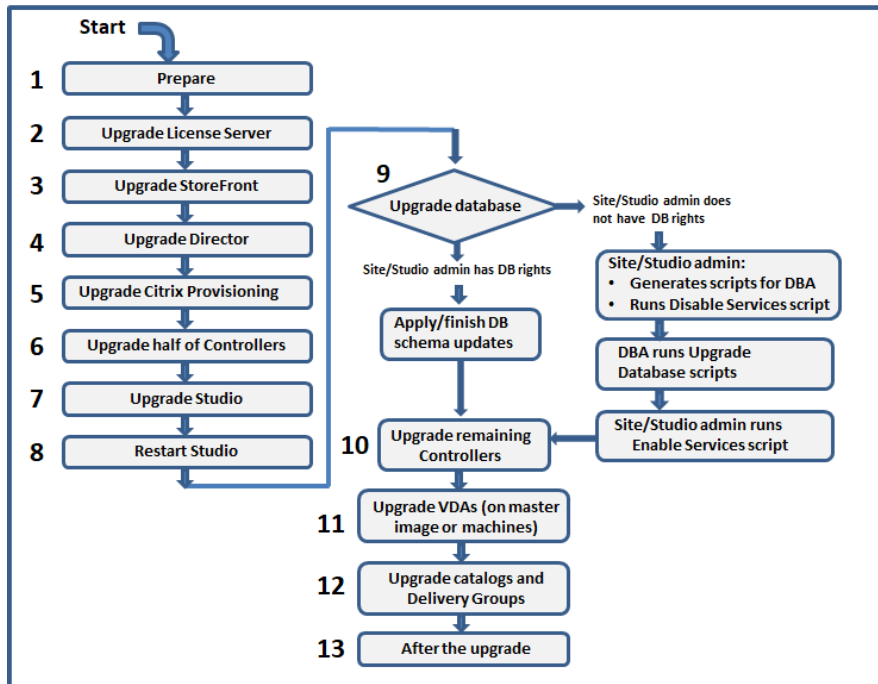 Start
1
Prepare
2
Upgrade License Server
3
Upgrade StoreFront
4
Upgrade Director
5
Upgrade Citrix Provisioning
6
Upgrade half of Controllers
7
Upgrade Studio
8
Restart Studio
9
Upgrade database
Site/Studio admin does
not have DB rights
Site/Studio admin has DB rights
Site/Studio admin:
• Generates scripts for DBA
• Runs Disable Services script
Apply/finish DB
schema updates
DBA runs Upgrade
Database scripts
Site/Studio admin runs
Enable Services script
10
Upgrade remaining
Controllers
11
Upgrade VDAs (on master
image or machines)
12
Upgrade catalogs and
Delivery Groups
13
After the upgrade